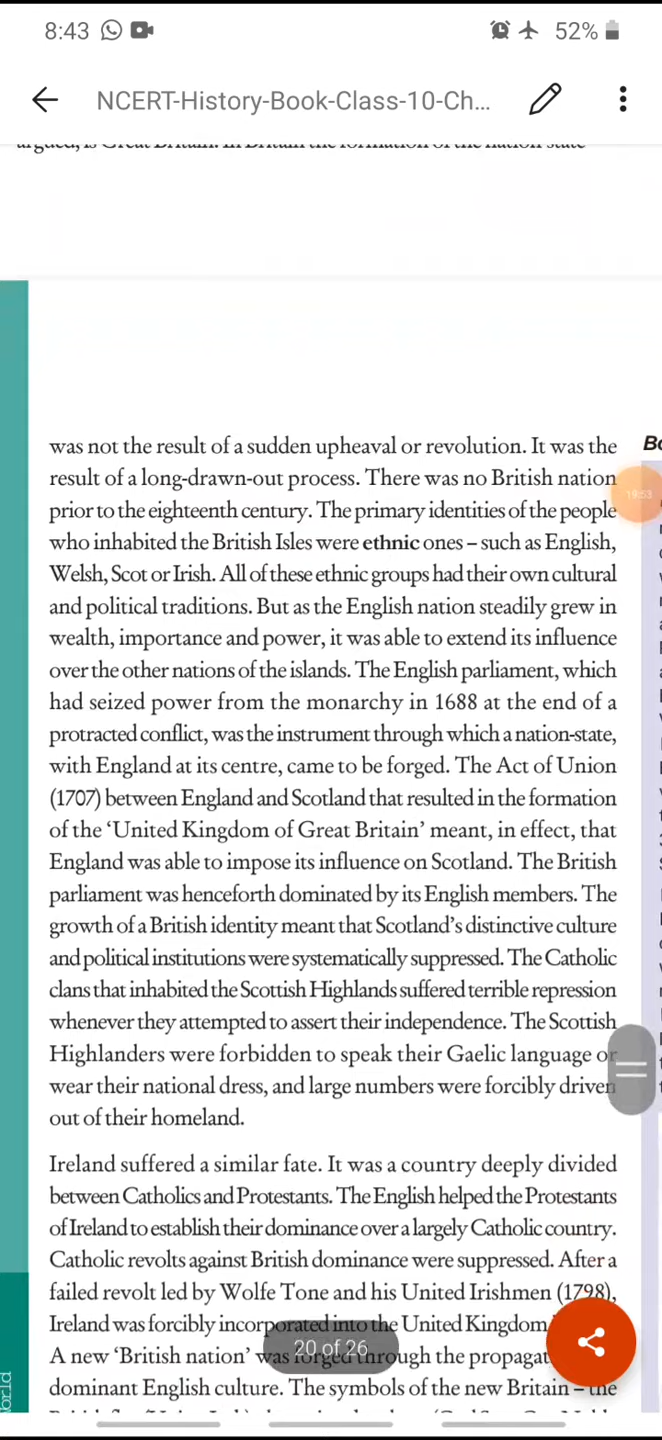 8:43
52%
NCERT-History-Book-Class-10-Ch...
argued, is Great Britain. In Britain the formation of the nation-state
was not the result of a sudden upheaval or revolution. It was the
result of a long-drawn-out process. There was no British nation
prior to the eighteenth century. The primary identities of the people
who inhabited the British Isles were ethnic ones – such as English,
Welsh, Scot or Irish. All of these ethnic groups had their own cultural
and political traditions. But as the English nation steadily grew in
wealth, importance and power, it was able to extend its influence
over the other nations of the islands. The English parliament, which
had seized power from the monarchy in 1688 at the end of a
protracted conflict, was the instrument through which a nation-state,
with England at its centre, came to be forged. The Act of Union
(1707) between England and Scotland that resulted in the formation
of the ‘United Kingdom of Great Britain’ meant, in effect, that
England was able to impose its influence on Scotland. The British
parliament was henceforth dominated by its English members. The
growth of a British identity meant that Scotland’s distinctive culture
and political institutions were systematically suppressed. The Catholic
clans that inhabited the Scottish Highlands suffered terrible repression
whenever they attempted to assert their independence. The Scottish
Highlanders were forbidden to speak their Gaelic language or
wear their national dress, and large numbers were forcibly driven
out of their homeland.
Ireland suffered a similar fate. It was a country deeply divided
between Catholics and Protestants. The English helped the Protestants
of Ireland to establish their dominance over a largely Catholic country.
Catholic revolts against British dominance were suppressed. After a
failed revolt led by Wolfe Tone and his United Irishmen (1798),
Ireland was forcibly incorporated into the United Kingdom
A new ‘British nation’ was forged through the propagat
dominant English culture. The symbols of the new Britain – the
19:53
20 of 26